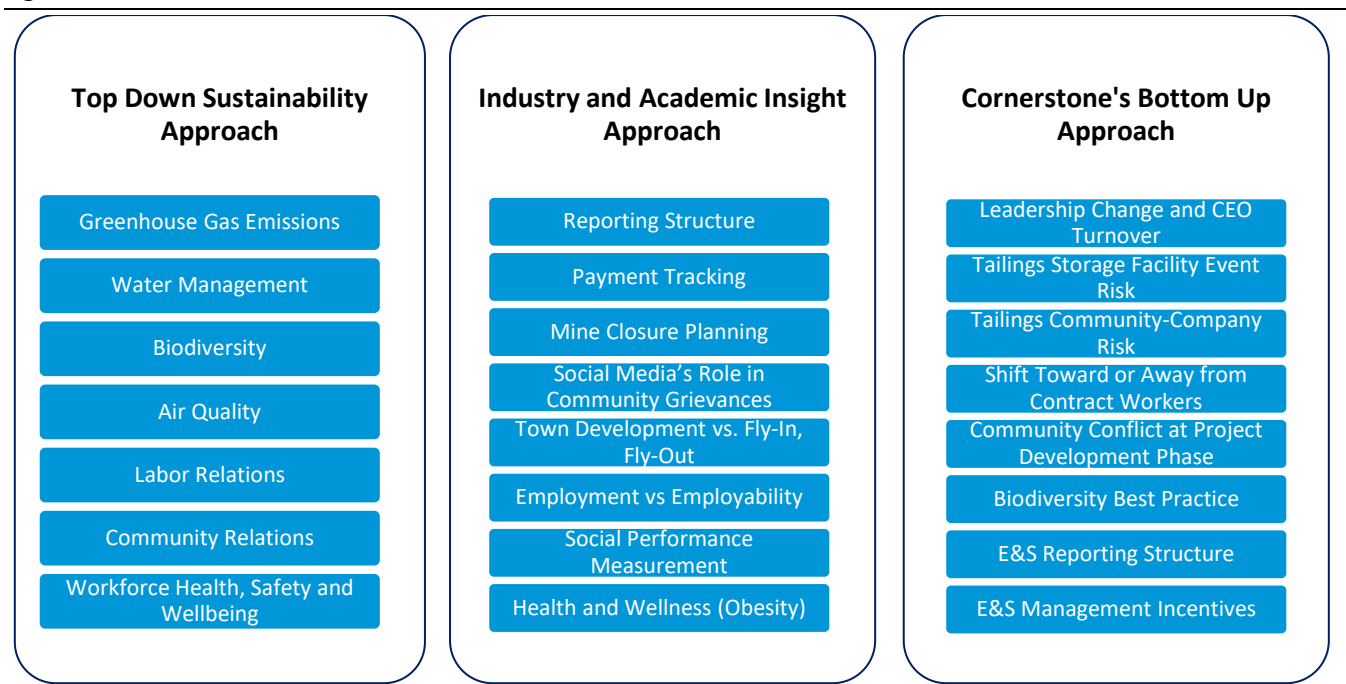 Top Down Sustainability
Approach
Greenhouse Gas Emissions
Water Management
Biodiversity
Air Quality
Labor Relations
Community Relations
Workforce Health, Safety and
Wellbeing
Industry and Academic Insight
Approach
Reporting Structure
Payment Tracking
Mine Closure Planning
Social Media’s Role in
Community Grievances
Town Development vs. Fly-In,
Fly-Out
Employment vs Employability
Social Performance
Measurement
Health and Wellness (Obesity)
Cornerstone's Bottom Up
Approach
Leadership Change and CEO
Turnover
Tailings Storage Facility Event
Risk
Tailings Community-Company
Risk
Shift Toward or Away from
Contract Workers
Community Conflict at Project
Development Phase
Biodiversity Best Practice
E&S Reporting Structure
E&S Management Incentives